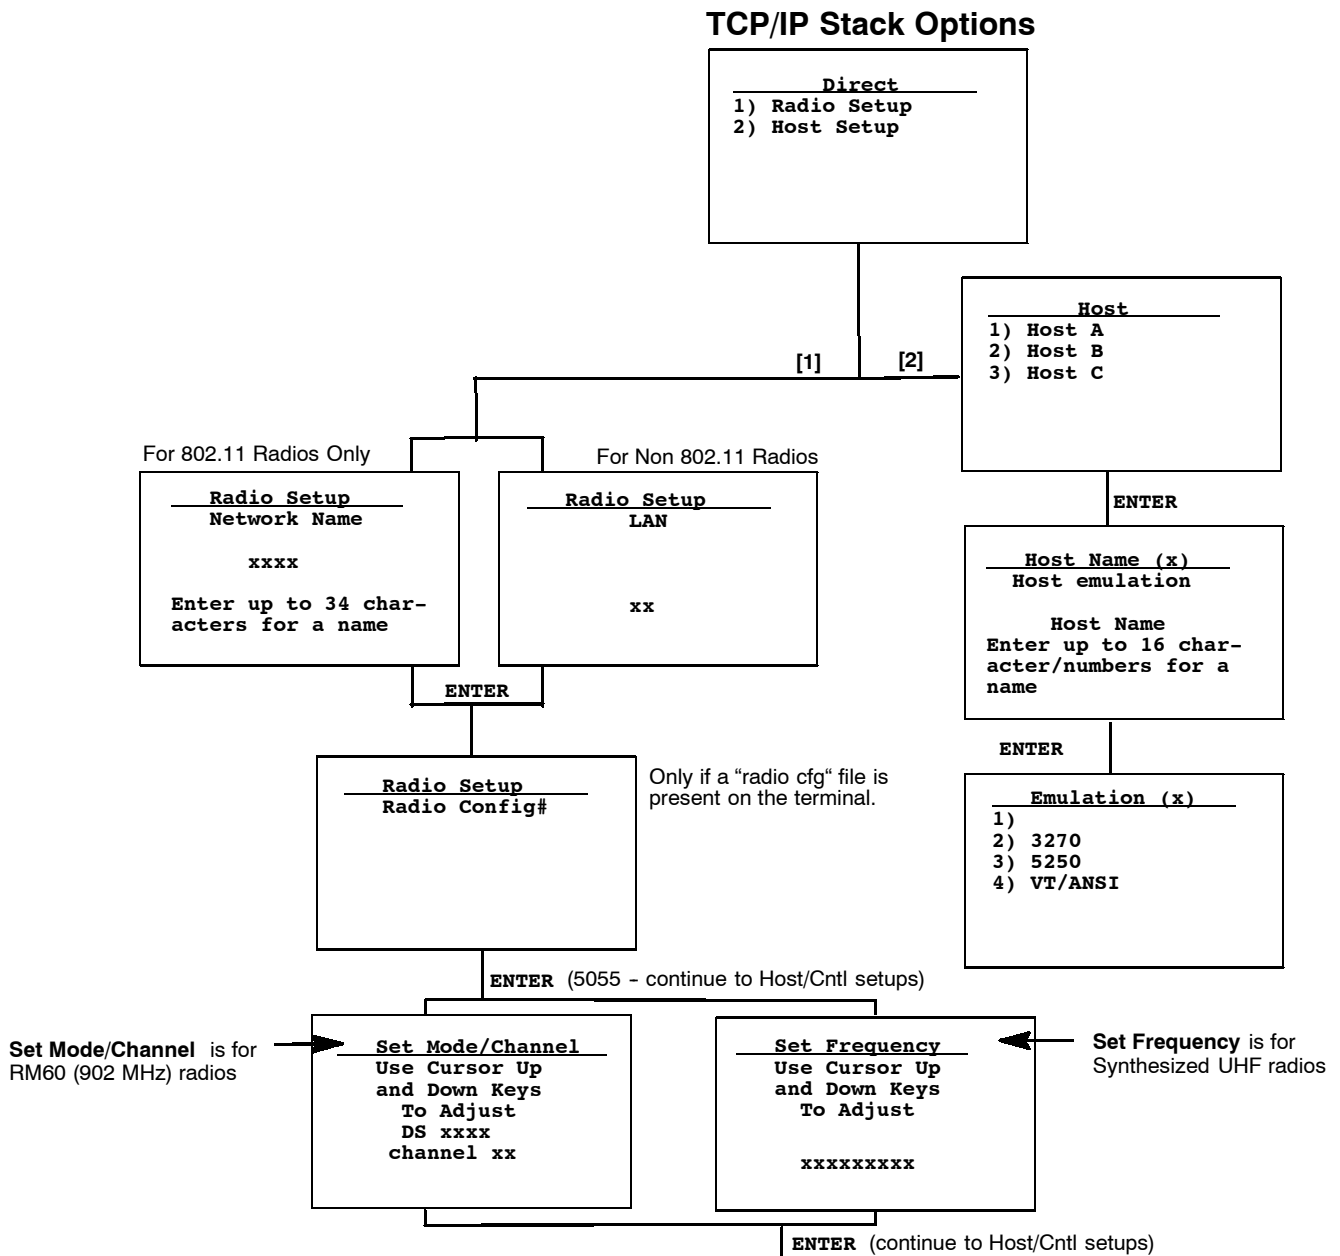 TCP/IP Stack Options
Direct
1) Radio Setup
2) Host Setup
[1]
[2]
Host
1) Host A
2) Host B
3) Host C
ENTER
Host Name (x)
Host emulation
Host Name
Enter up to 16 char-
acter/numbers for a
name
ENTER
Emulation (x)
1)
2) 3270
3) 5250
4) VT/ANSI
For 802.11 Radios Only
Radio Setup
Network Name
xxxx
Enter up to 34 char-
acters for a name
For Non 802.11 Radios
Radio Setup
LAN
xx
ENTER
Radio Setup
Radio Config#
Only if a “radio cfg“ file is
present on the terminal.
ENTER (5055 - continue to Host/Cntl setups)
Set Mode/Channel is for
RM60 (902 MHz) radios
Set Mode/Channel
Use Cursor Up
and Down Keys
To Adjust
DS xxxx
channel xx
Set Frequency
Use Cursor Up
and Down Keys
To Adjust
xxxxxxxxx
Set Frequency is for
Synthesized UHF radios
ENTER (continue to Host/Cntl setups)